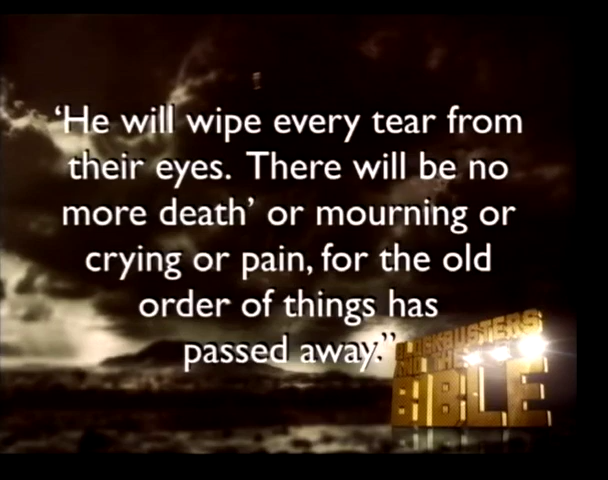 ‘He will wipe every tear from
their eyes. There will be no
more death’ or mourning or
crying or pain, for the old
order of things has
passed away.”
BLOCKBUSTERS
AND THE
BIBLE